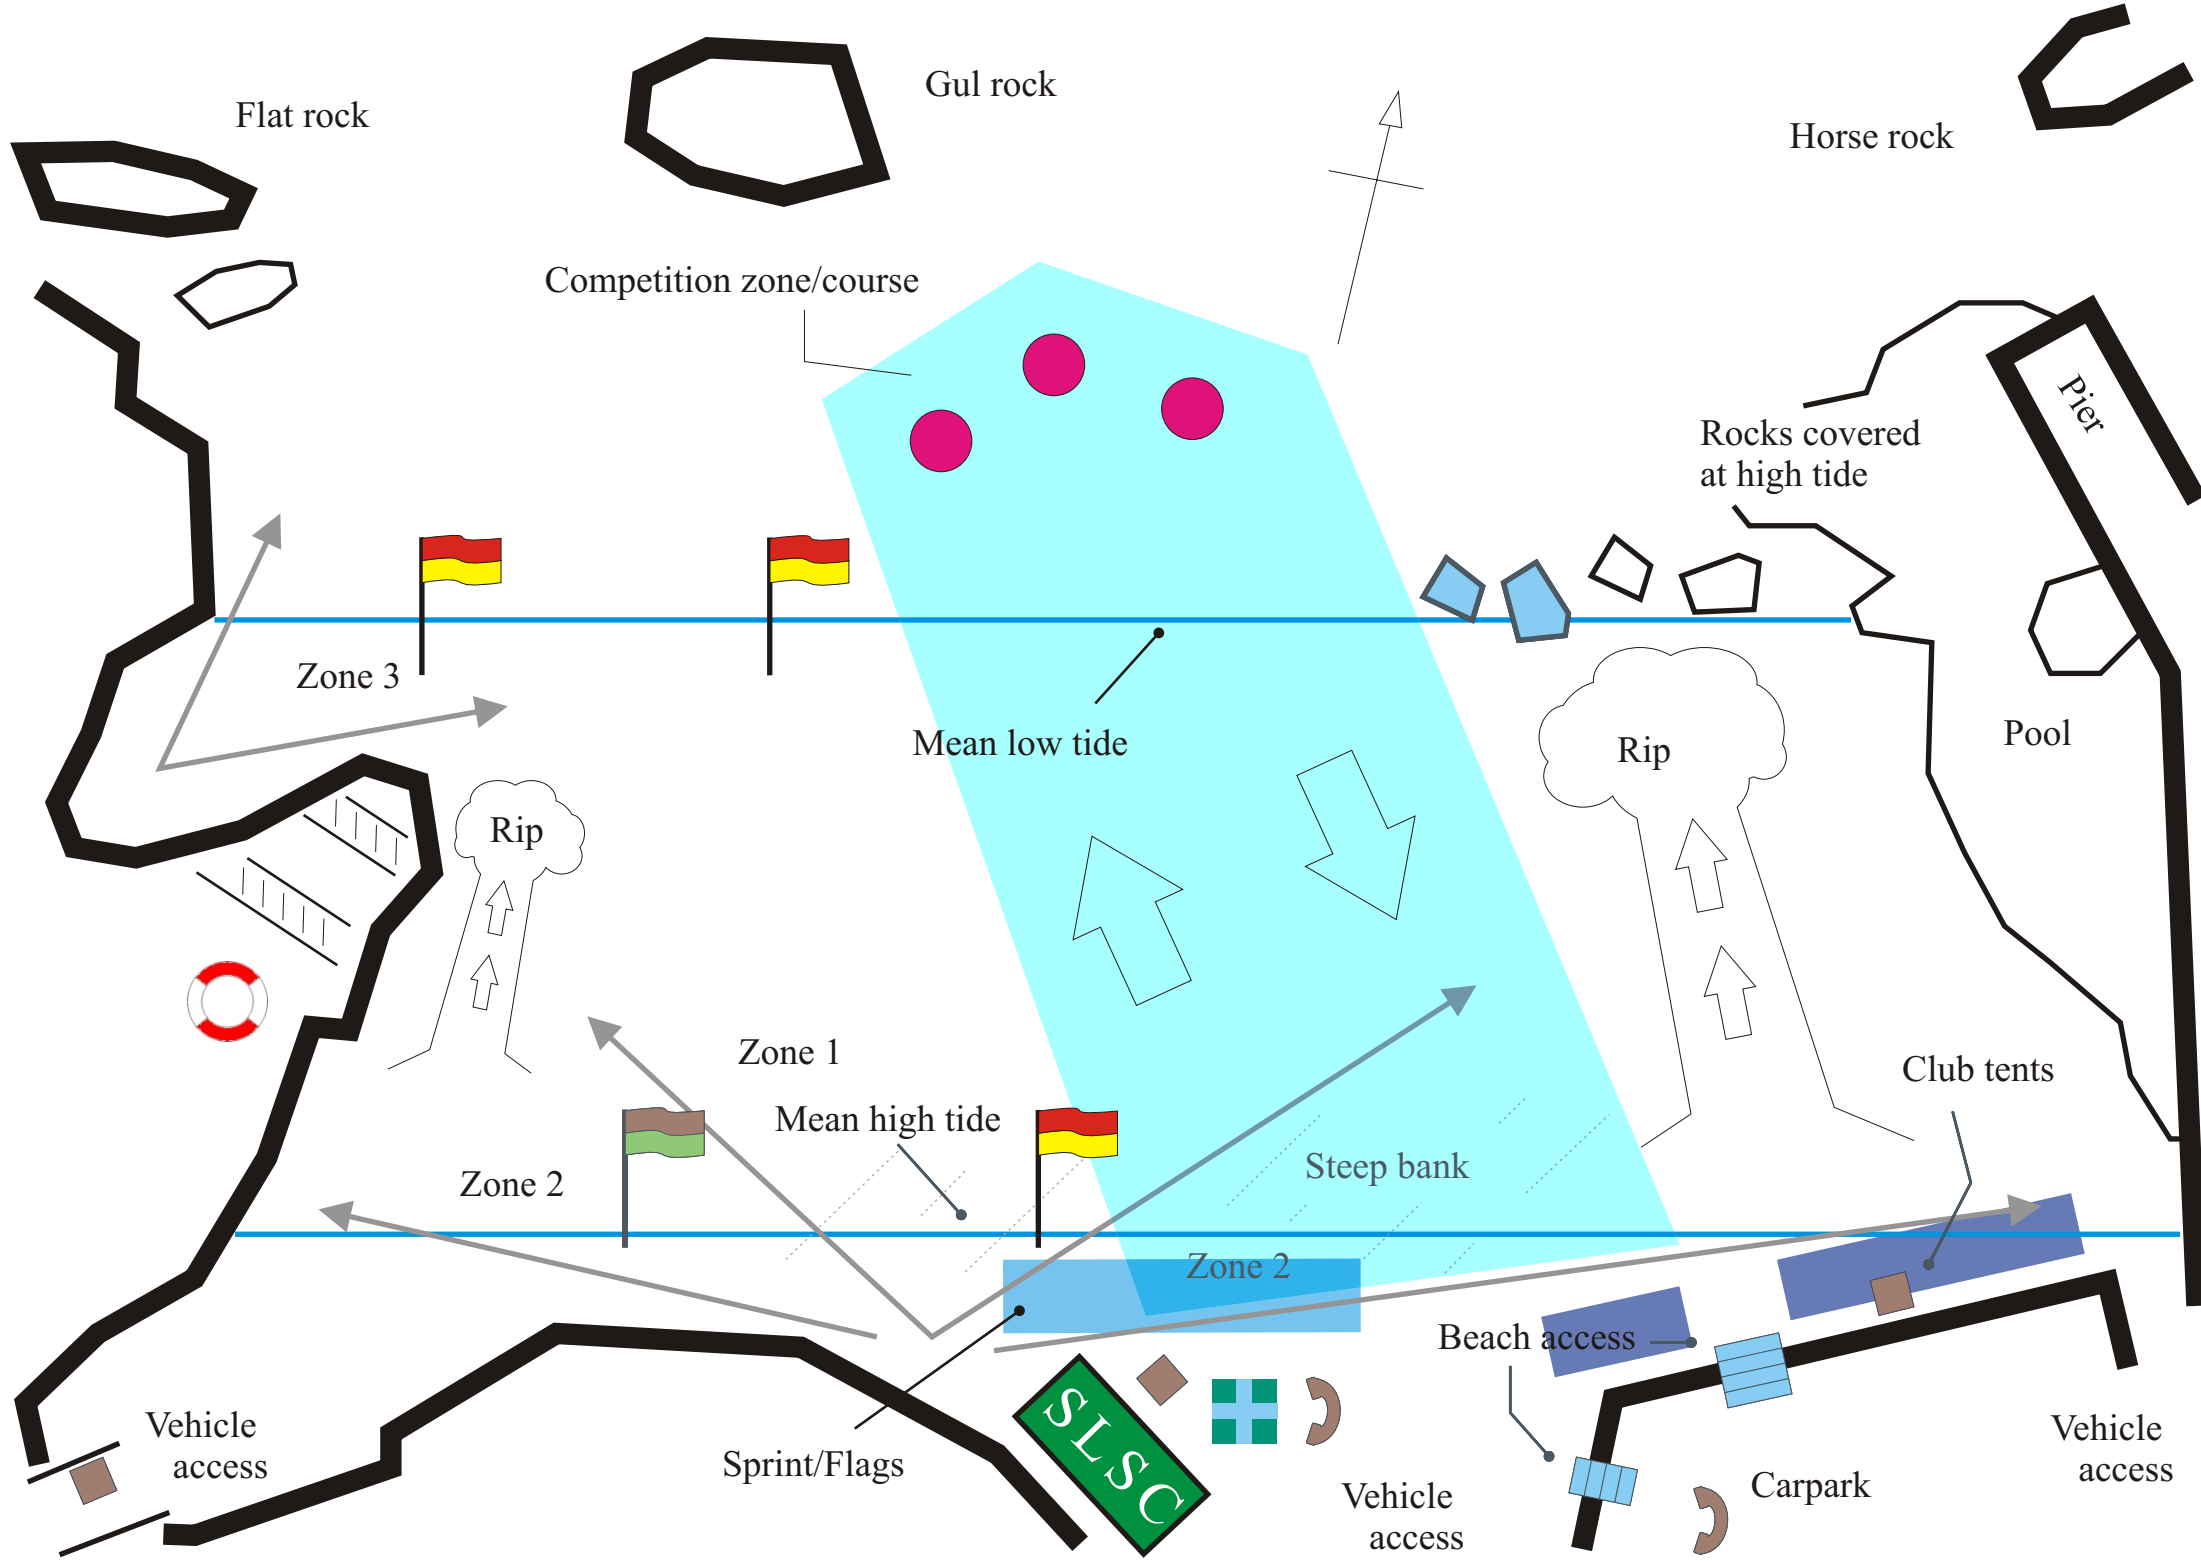 Gul rock
Flat rock
Horse rock
Competition zone/course
Pier
Rocks covered
at high tide
Zone 3
Mean low tide
Pool
Rip
Rip
Zone 1
Club tents
Mean high tide
Steep bank
Zone 2
Zone 2
Beach access
Vehicle
access
SLSC
Sprint/Flags
Vehicle
access
Carpark
Vehicle
access